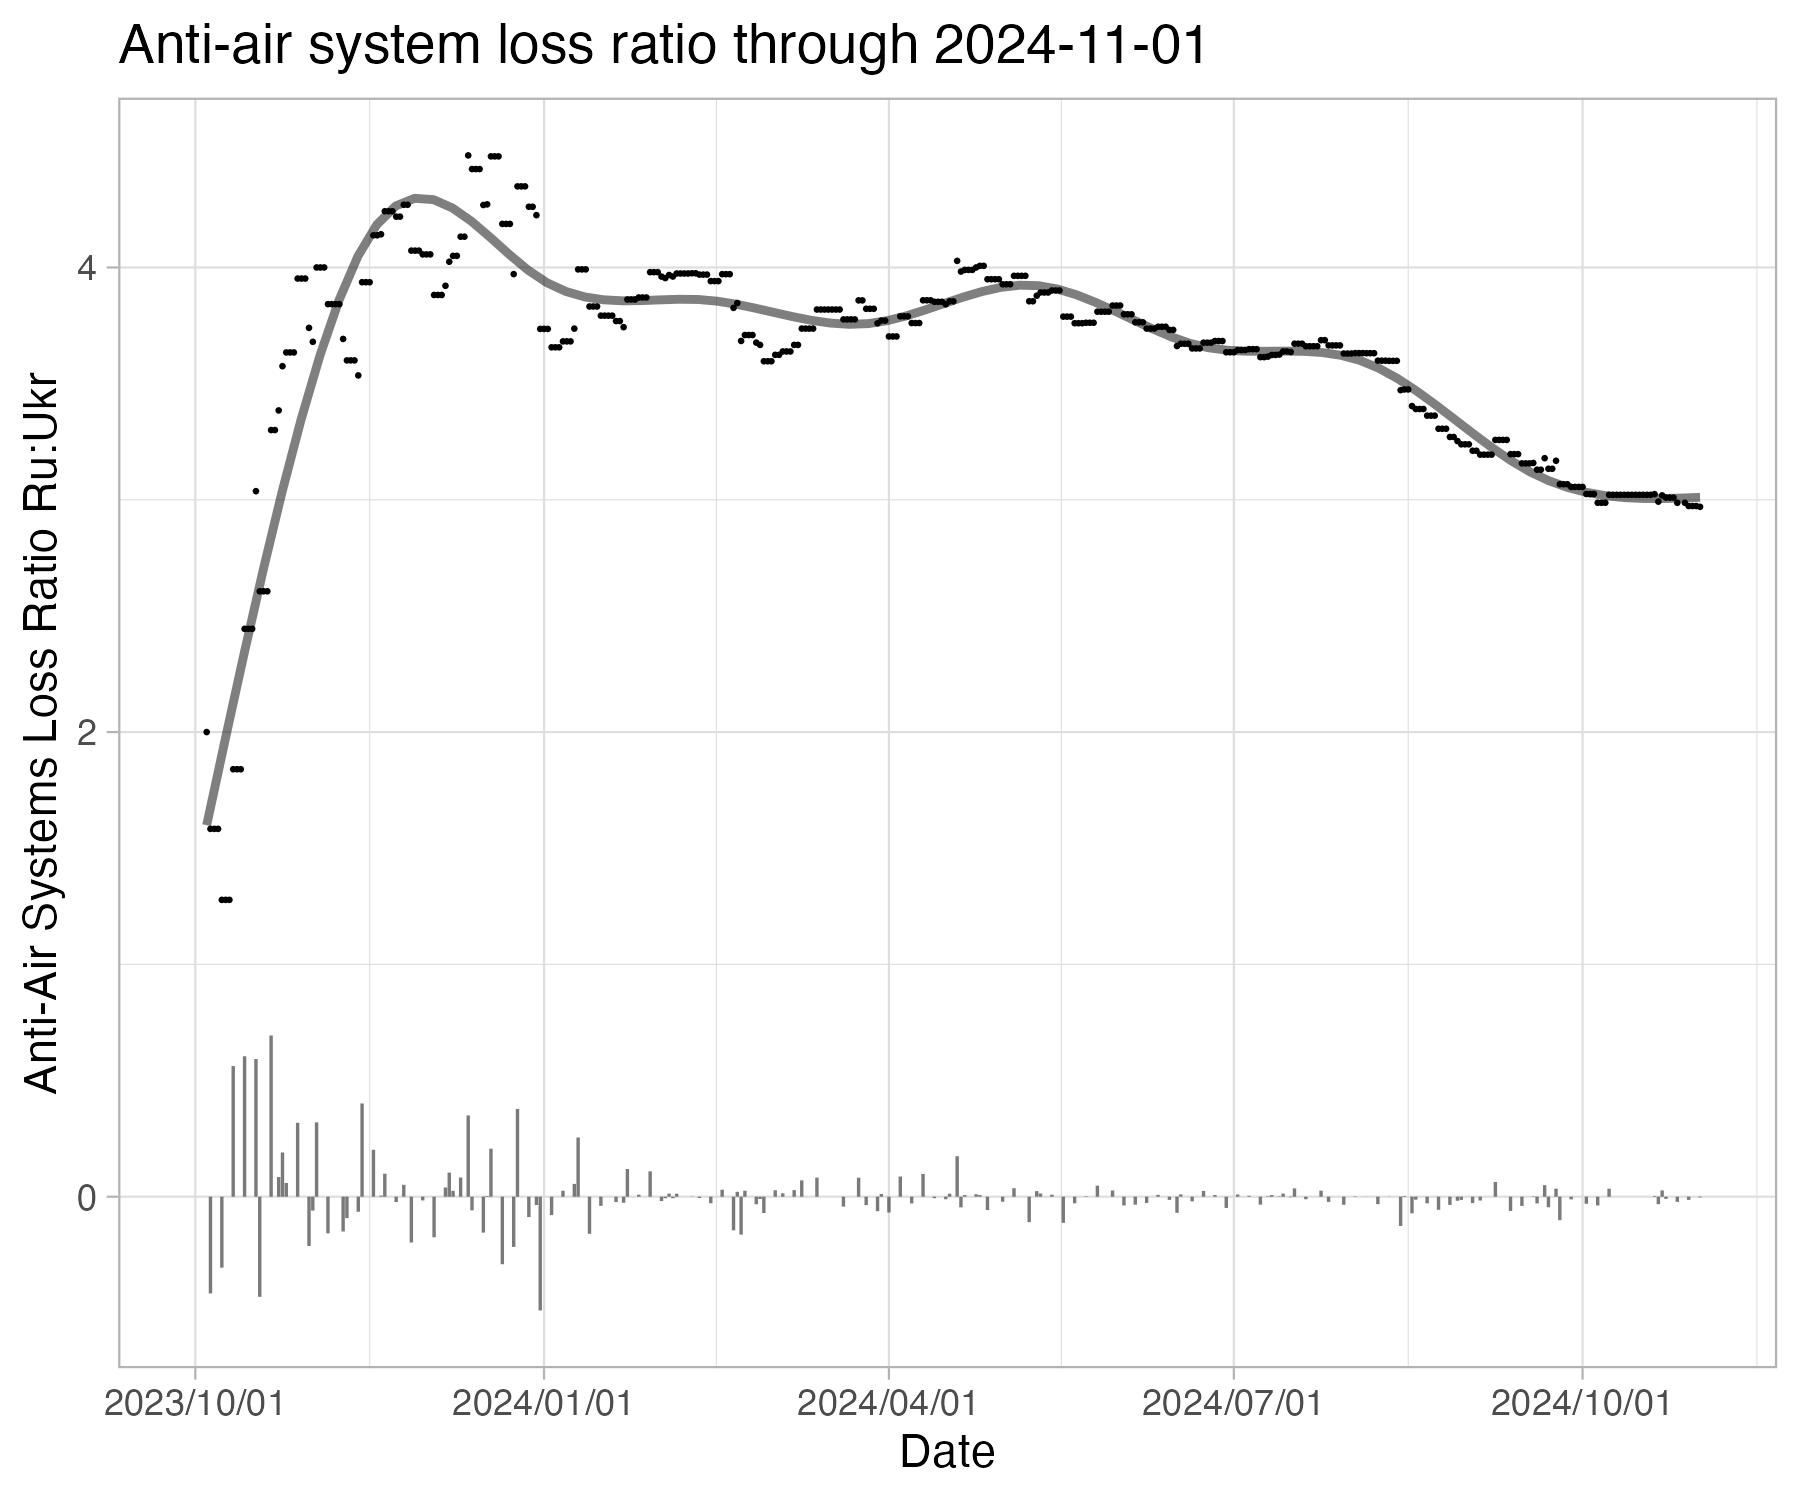 Anti-air system loss ratio through 2024-11-01
Anti-Air Systems Loss Ratio Ru:Ukr
4
2
0
2023/10/01
2024/01/01
2024/04/01
2024/07/01
2024/10/01
Date